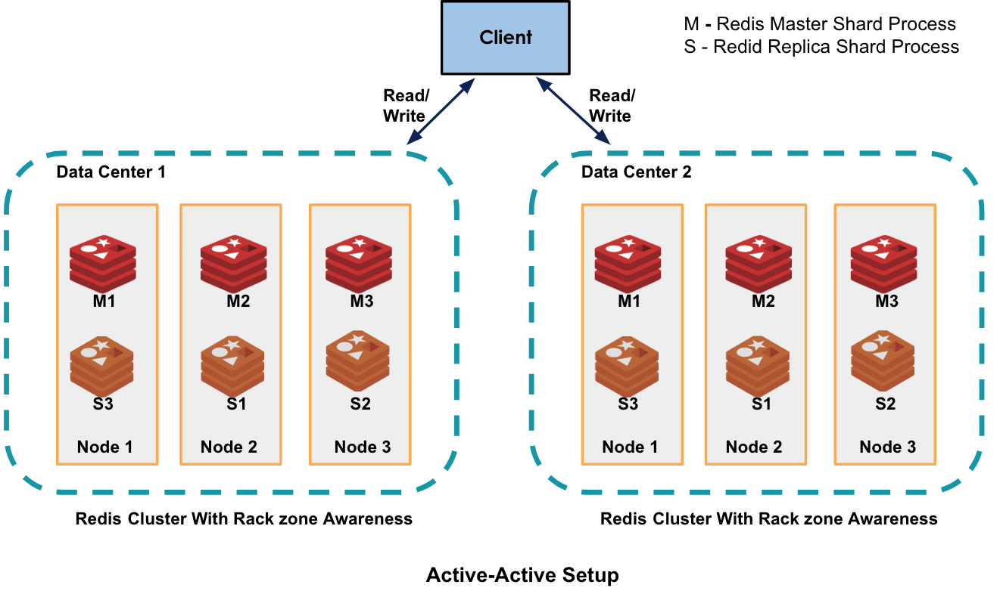 Client
M - Redis Master Shard Process
S - Redid Replica Shard Process
Read/
Write
Read/
Write
Data Center 1
M1
M2
M3
S3
S1
S2
Node 1
Node 2
Node 3
Redis Cluster With Rack zone Awareness
Data Center 2
M1
M2
M3
S3
S1
S2
Node 1
Node 2
Node 3
Redis Cluster With Rack zone Awareness
Active-Active Setup